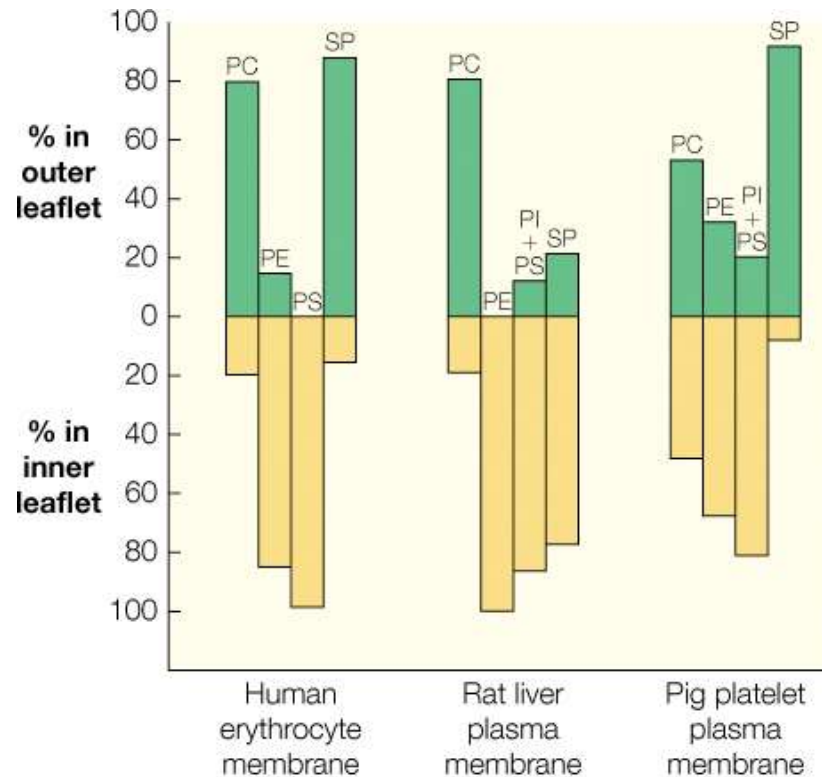 100
80
60
40
20
0
20
40
60
80
100
% in
outer
leaflet
% in
inner
leaflet
PC
PE
PS
SP
PC
PE
PI
+
PS
SP
PC
PE
PI
+
PS
SP
Human
erythrocyte
membrane
Rat liver
plasma
membrane
Pig platelet
plasma
membrane